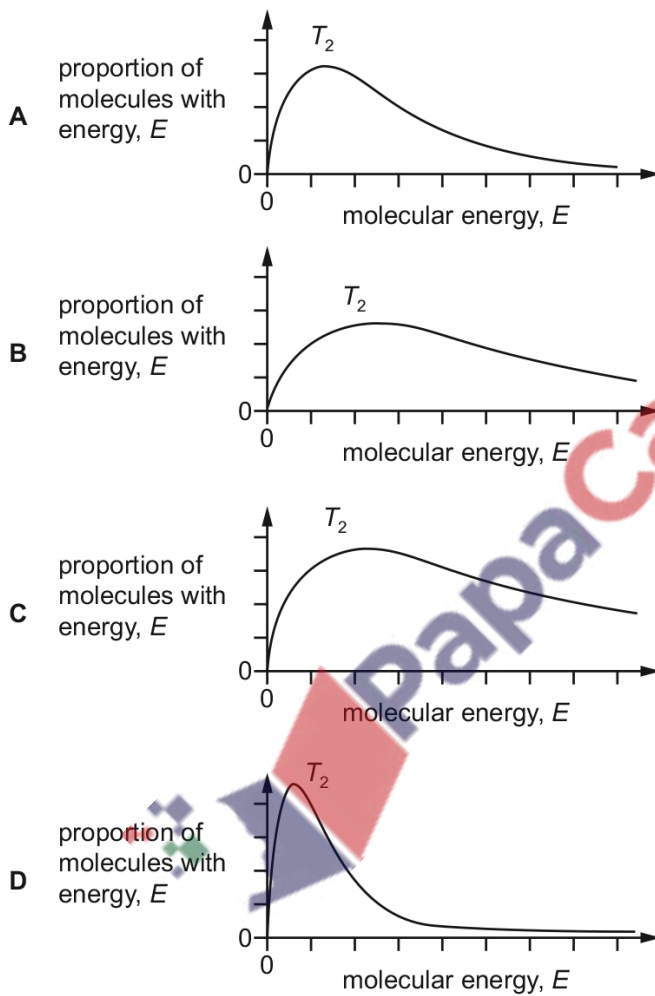 T2
proportion of
molecules with
energy, E
A
0
0
molecular energy, E
T2
proportion of
molecules with
energy, E
B
0
0
molecular energy, E
T2
proportion of
molecules with
energy, E
C
0
0
molecular energy, E
T2
proportion of
molecules with
energy, E
D
0
0
molecular energy, E
PapaCa